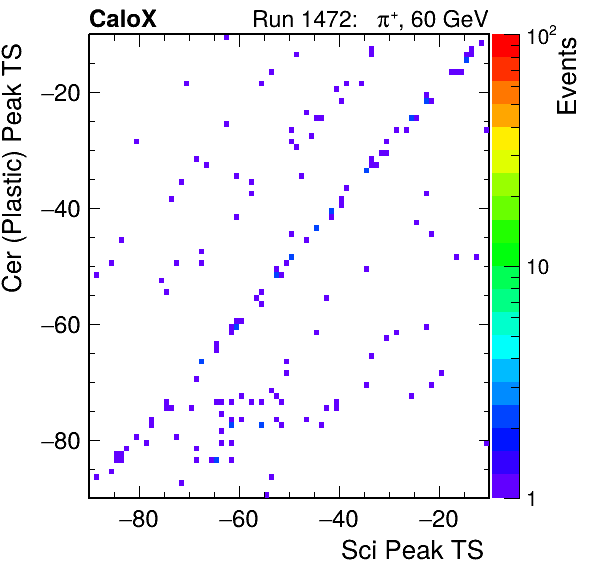 CaloX Run 1472: π⁺, 60 GeV
Cer (Plastic) Peak TS
−20
−40
−60
−80
−80 −60 −40 −20
Sci Peak TS
10²
10
1
Events